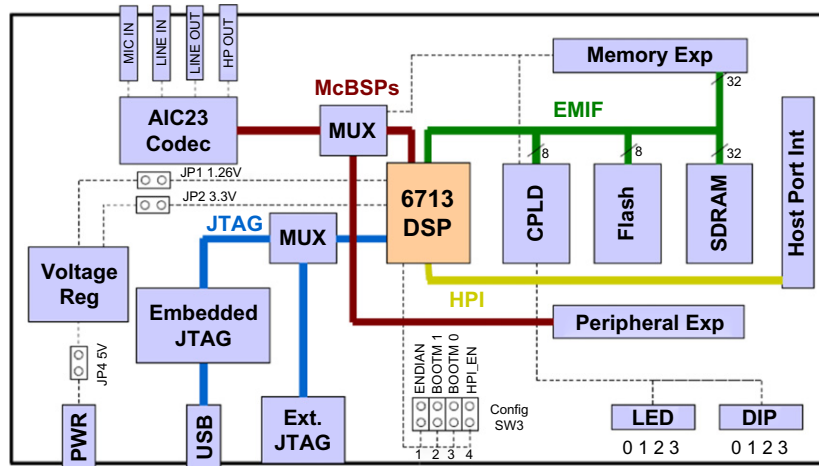 MIC IN
LINE IN
LINE OUT
HP OUT
Memory Exp
32
McBSPs
EMIF
AIC23
Codec
MUX
8
8
32
JP1 1.26V
JP2 3.3V
6713
DSP
CPLD
Flash
SDRAM
Host Port Int
JTAG
MUX
Voltage
Reg
HPI
Embedded
JTAG
Peripheral Exp
JP4 5V
ENDIAN
BOOTM 1
BOOTM 0
HPI_EN
Config
SW3
1 2 3 4
PWR
USB
Ext.
JTAG
LED
DIP
0 1 2 3
0 1 2 3